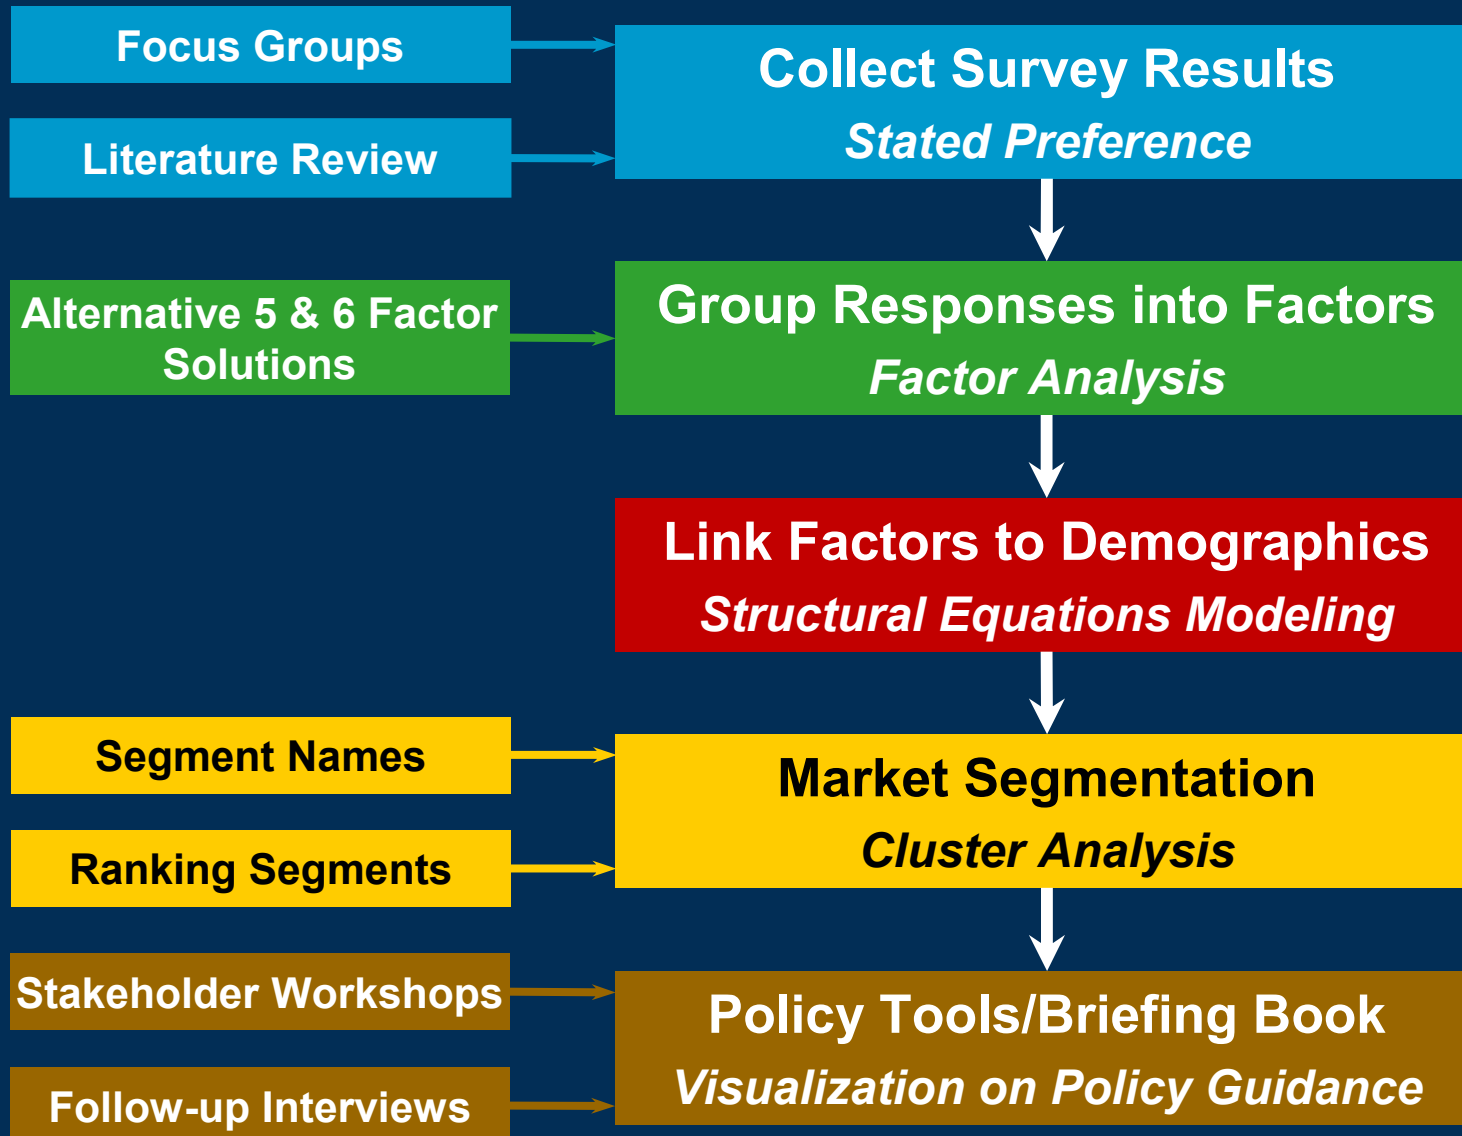 Focus Groups
Literature Review
Collect Survey Results
Stated Preference
Alternative 5 & 6 Factor
Solutions
Group Responses into Factors
Factor Analysis
Link Factors to Demographics
Structural Equations Modeling
Segment Names
Ranking Segments
Market Segmentation
Cluster Analysis
Stakeholder Workshops
Follow-up Interviews
Policy Tools/Briefing Book
Visualization on Policy Guidance